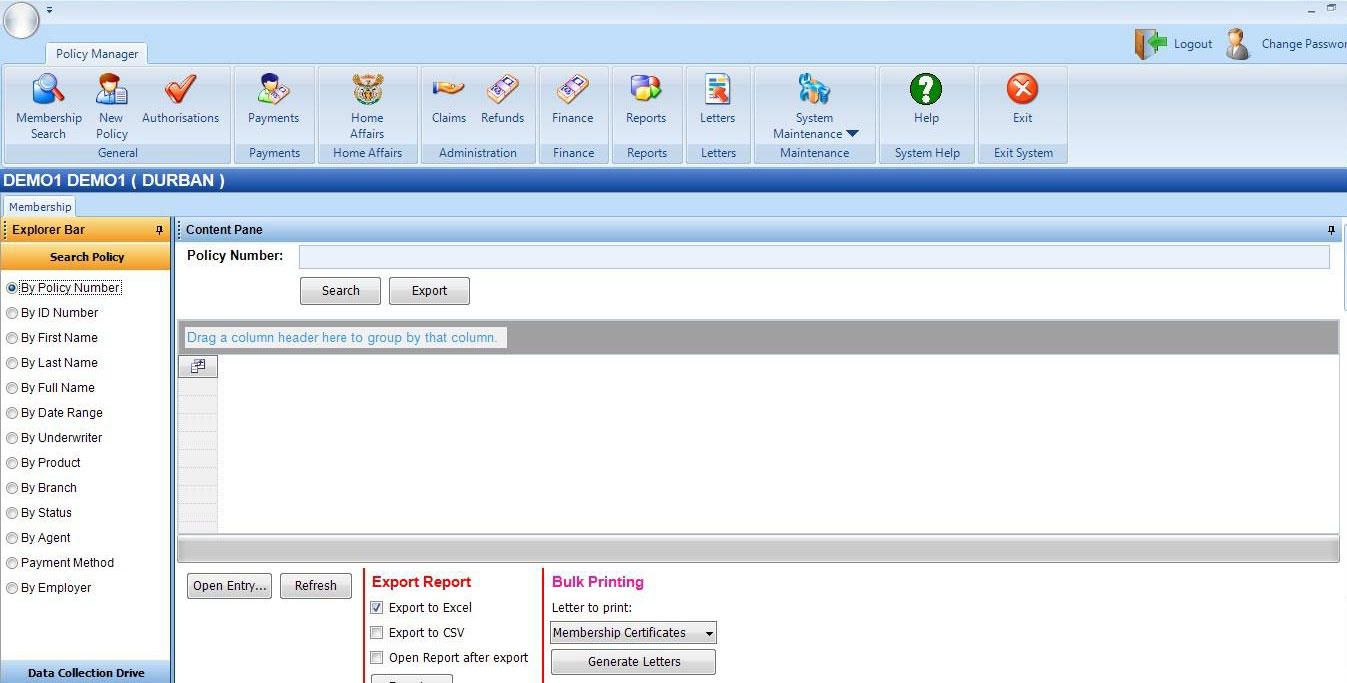 Logout
Change Passwor
Policy Manager
Membership Search
New Policy
Authorisations
General
Payments
Payments
Home Affairs
Home Affairs
Claims
Refunds
Administration
Finance
Finance
Reports
Reports
Letters
Letters
System Maintenance
Maintenance
Help
System Help
Exit
Exit System
DEMO1 DEMO1 ( DURBAN )
Membership
Explorer Bar
Search Policy
By Policy Number
By ID Number
By First Name
By Last Name
By Full Name
By Date Range
By Underwriter
By Product
By Branch
By Status
By Agent
Payment Method
By Employer
Data Collection Drive
Content Pane
Policy Number:
Search
Export
Drag a column header here to group by that column.
Open Entry...
Refresh
Export Report
Export to Excel
Export to CSV
Open Report after export
Bulk Printing
Letter to print:
Membership Certificates
Generate Letters